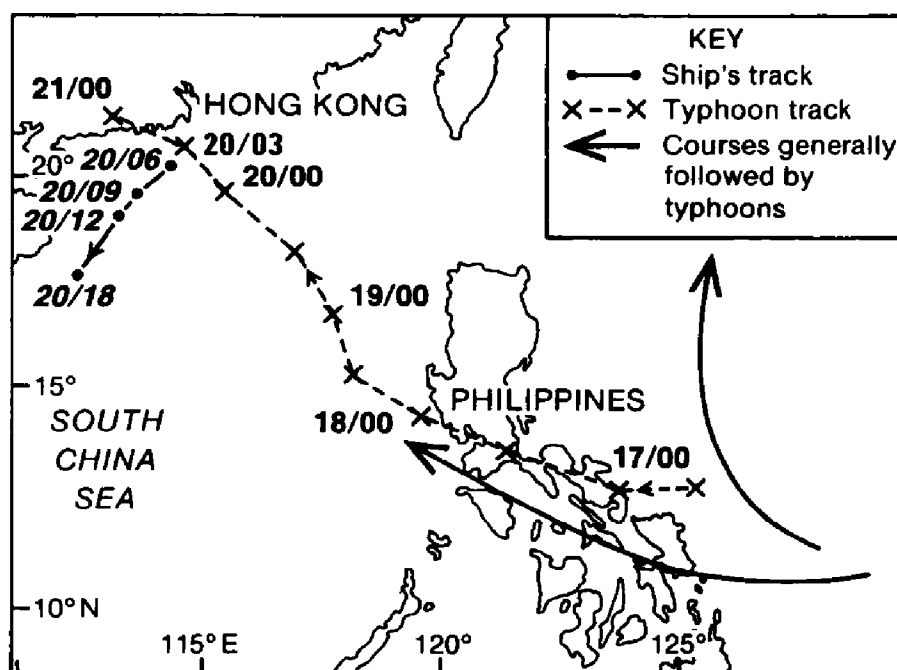 KEY
Ship's track
Typhoon track
Courses generally
followed by
typhoons
21/00
HONG KONG
20/03
20/06
20°
20/00
20/09
20/12
20/18
19/00
15°
PHILIPPINES
18/00
SOUTH
CHINA
SEA
17/00
10°N
115°E
120°
125°